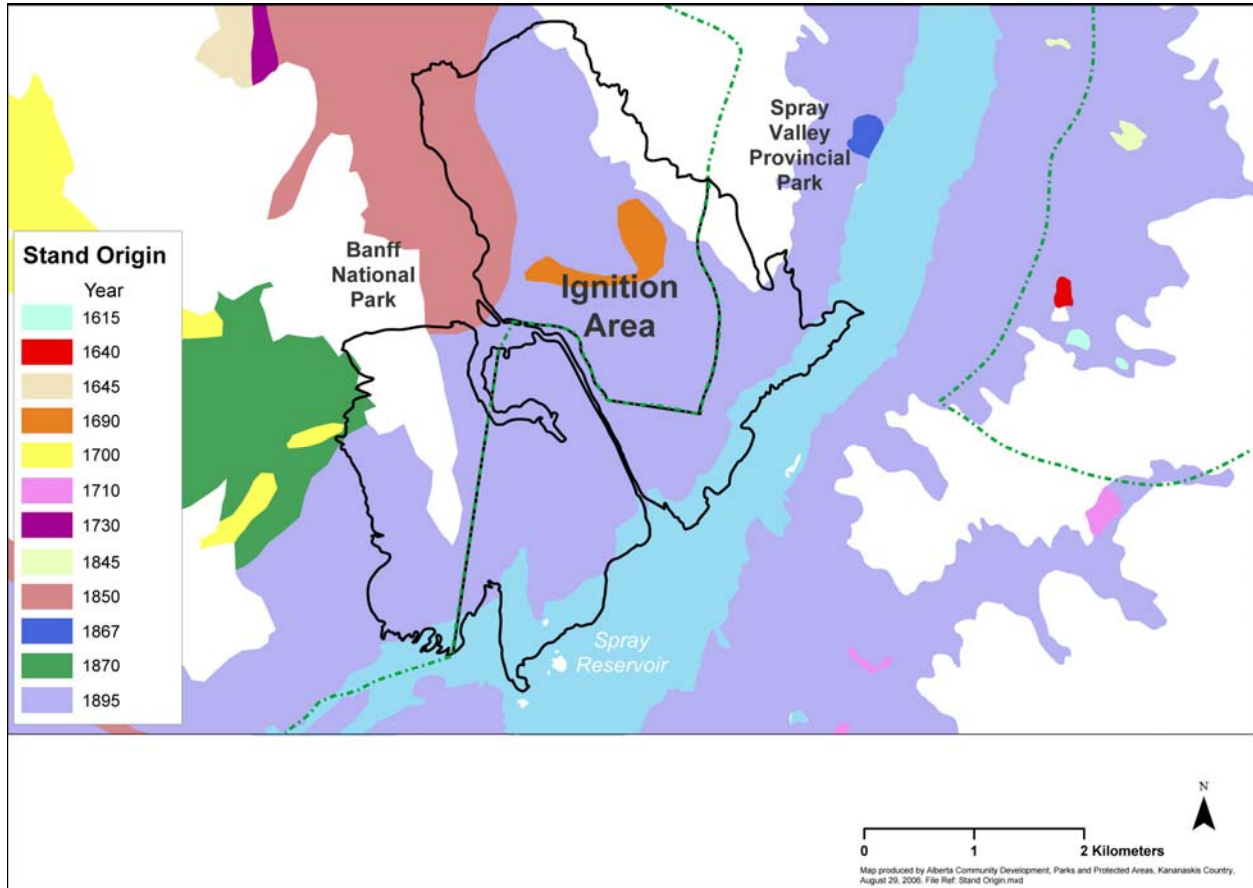 Spray
Valley
Provincial
Park
Banff
National
Park
Ignition
Area
Stand Origin
Year
1615
1640
1645
1690
1700
1710
1730
1845
1850
1867
1870
1895
Spray
Reservoir
N
0 1 2 Kilometers
Map produced by Alberta Community Development, Parks and Protected Areas, Kananaskis Country,
August 29, 2006. File Ref: Stand Origin.mxd